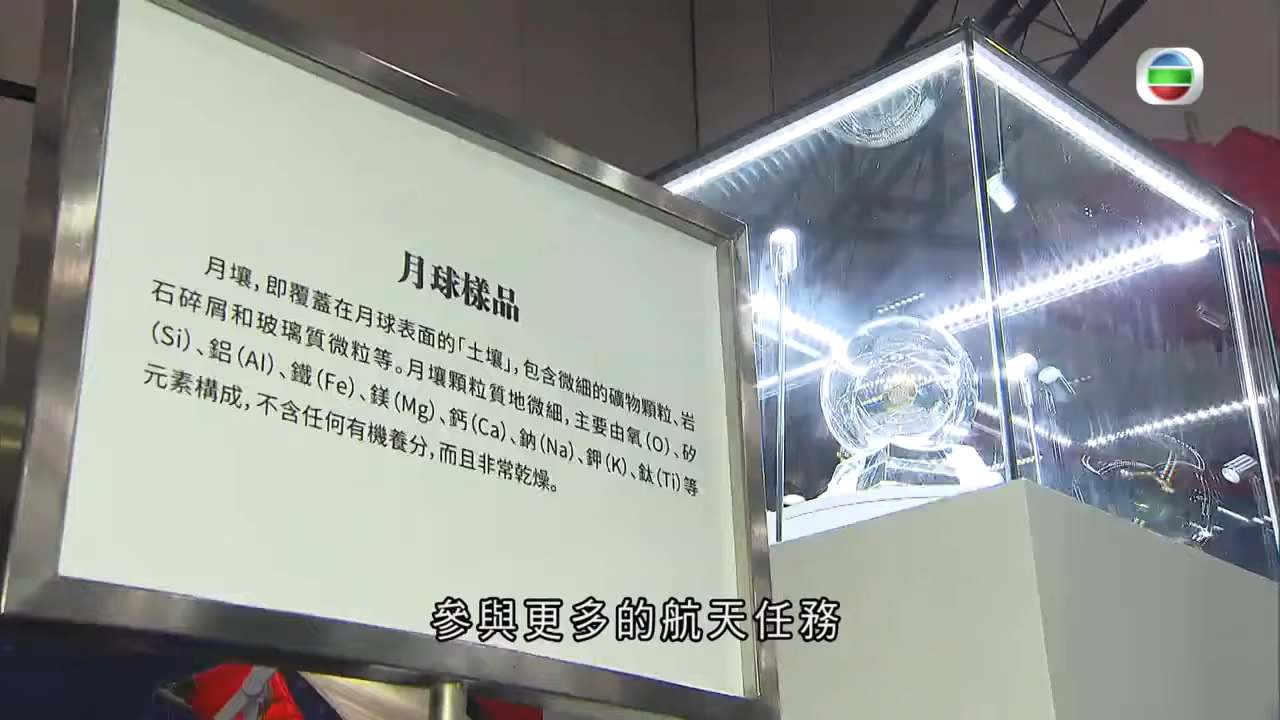 月球樣品
月壤，即覆蓋在月球表面的「土壤」，包含微細的礦物顆粒、岩
石碎屑和玻璃質微粒等。月壤顆粒質地微細，主要由氧(O)、矽
(Si)、鋁(Al)、鐵(Fe)、鎂(Mg)、鈣(Ca)、鈉(Na)、鉀(K)、鈦(Ti)等
元素構成，不含任何有機養分，而且非常乾燥。
參與更多的航天任務